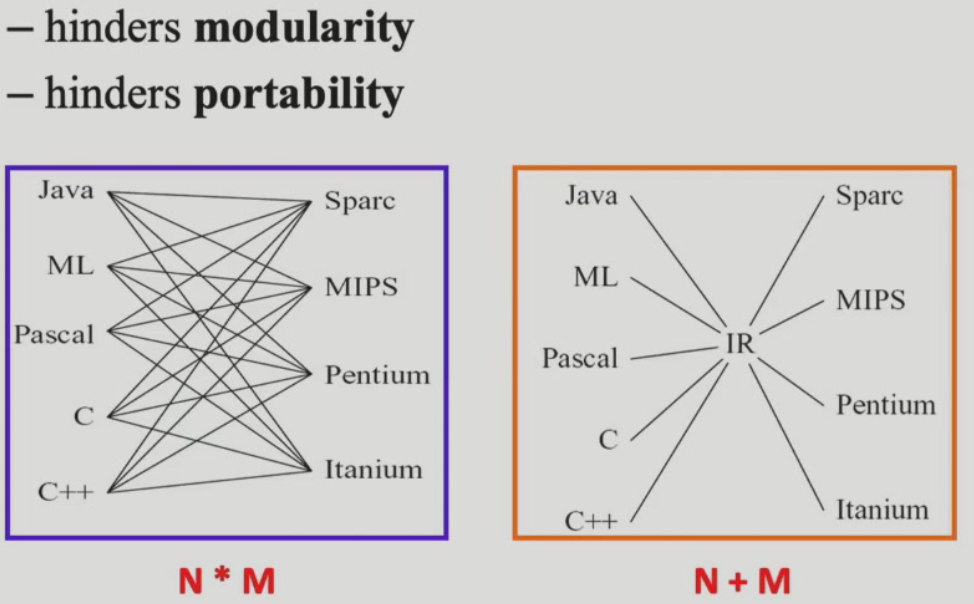 – hinders modularity
– hinders portability
Java
ML
Pascal
C
C++
Sparc
MIPS
Pentium
Itanium
N * M
Java
ML
Pascal
C
C++
IR
Sparc
MIPS
Pentium
Itanium
N + M